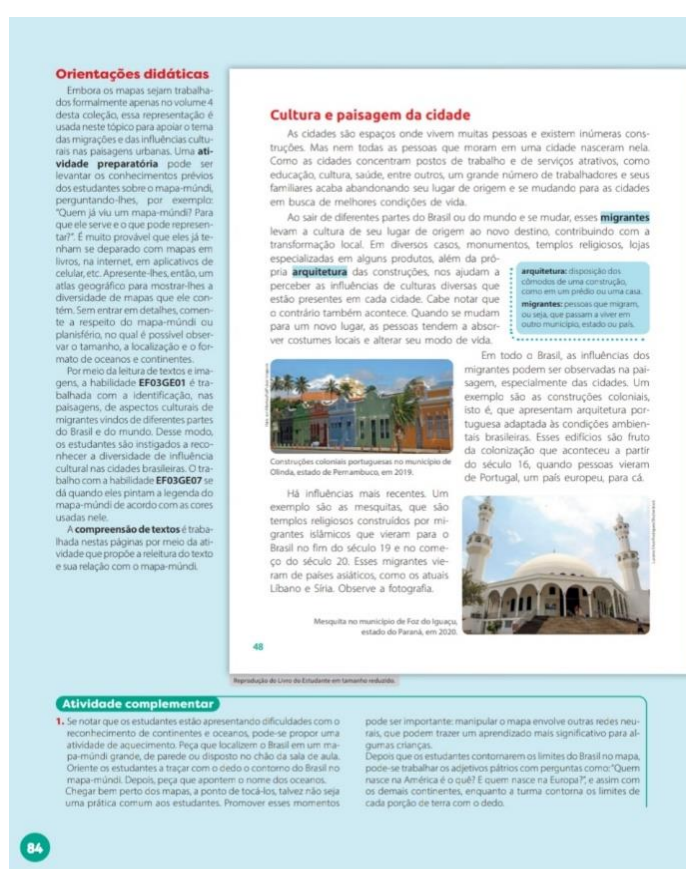 Orientações didáticas
Embora os mapas sejam trabalha-
dos formalmente apenas no volume 4
desta coleção, essa representação é
usada neste tópico para apoiar o tema
das migrações e das influências cultu-
rais nas paisagens urbanas. Uma ati-
vidade preparatória pode ser
levantar os conhecimentos prévios
dos estudantes sobre o mapa-múndi,
perguntando-lhes, por exemplo:
“Quem já viu um mapa-múndi? Para
que ele serve e o que pode represen-
tar?”. É muito provável que eles já te-
nham se deparado com mapas em
livros, na internet, em aplicativos de
celular, etc. Apresente-lhes, então, um
atlas geográfico para mostrar-lhes a
diversidade de mapas que ele con-
tém. Sem entrar em detalhes, comen-
te a respeito do mapa-múndi ou
planisfério, no qual é possível obser-
var o tamanho, a localização e o for-
mato de oceanos e continentes.
Por meio da leitura de textos e ima-
gens, a habilidade EF03GE01 é tra-
balhada com a identificação, nas
paisagens, de aspectos culturais de
migrantes vindos de diferentes partes
do Brasil e do mundo. Desse modo,
os estudantes são instigados a reco-
nhecer a diversidade de influência
cultural nas cidades brasileiras. O tra-
balho com a habilidade EF03GE07 se
dá quando eles pintam a legenda do
mapa-múndi de acordo com as cores
usadas nele.
A compreensão de textos é traba-
lhada nestas páginas por meio da ati-
vidade que propõe a releitura do texto
e sua relação com o mapa-múndi.
Cultura e paisagem da cidade
As cidades são espaços onde vivem muitas pessoas e existem inúmeras cons-
truções. Mas nem todas as pessoas que moram em uma cidade nasceram nela.
Como as cidades concentram postos de trabalho e de serviços atrativos, como
educação, cultura, saúde, entre outros, um grande número de trabalhadores e seus
familiares acaba abandonando seu lugar de origem e se mudando para as cidades
em busca de melhores condições de vida.
Ao sair de diferentes partes do Brasil ou do mundo e se mudar, esses migrantes
levam a cultura de seu lugar de origem ao novo destino, contribuindo com a
transformação local. Em diversos casos, monumentos, templos religiosos, lojas
especializadas em alguns produtos, além da pró-
pria arquitetura das construções, nos ajudam a
perceber as influências de culturas diversas que
estão presentes em cada cidade. Cabe notar que
o contrário também acontece. Quando se mudam
para um novo lugar, as pessoas tendem a absor-
ver costumes locais e alterar seu modo de vida.
arquitetura: disposição dos
cômodos de uma construção,
como em um prédio ou uma casa.
migrantes: pessoas que migram,
ou seja, que passam a viver em
outro município, estado ou país.
Em todo o Brasil, as influências dos
migrantes podem ser observadas na pai-
sagem, especialmente das cidades. Um
exemplo são as construções coloniais,
isto é, que apresentam arquitetura por-
tuguesa adaptada às condições ambien-
tais brasileiras. Esses edifícios são fruto
da colonização que aconteceu a partir
do século 16, quando pessoas vieram
de Portugal, um país europeu, para cá.
Construções coloniais portuguesas no município de
Olinda, estado de Pernambuco, em 2019.
Há influências mais recentes. Um
exemplo são as mesquitas, que são
templos religiosos construídos por mi-
grantes islâmicos que vieram para o
Brasil no fim do século 19 e no come-
ço do século 20. Esses migrantes vie-
ram de países asiáticos, como os atuais
Líbano e Síria. Observe a fotografia.
Mesquita no município de Foz do Iguaçu,
estado do Paraná, em 2020.
48
Reprodução do Livro do Estudante em tamanho reduzido.
Atividade complementar
1. Se notar que os estudantes estão apresentando dificuldades com o
reconhecimento de continentes e oceanos, pode-se propor uma
atividade de aquecimento. Peça que localizem o Brasil em um ma-
pa-múndi grande, de parede ou disposto no chão da sala de aula.
Oriente os estudantes a traçar com o dedo o contorno do Brasil no
mapa-múndi. Depois, peça que apontem o nome dos oceanos.
Chegar bem perto dos mapas, a ponto de tocá-los, talvez não seja
uma prática comum aos estudantes. Promover esses momentos
pode ser importante: manipular o mapa envolve outras redes neu-
rais, que podem trazer um aprendizado mais significativo para al-
gumas crianças.
Depois que os estudantes contornarem os limites do Brasil no mapa,
pode-se trabalhar os adjetivos pátrios com perguntas como: “Quem
nasce na América é o quê? E quem nasce na Europa?”, e assim com
os demais continentes, enquanto a turma contorna os limites de
cada porção de terra com o dedo.
84